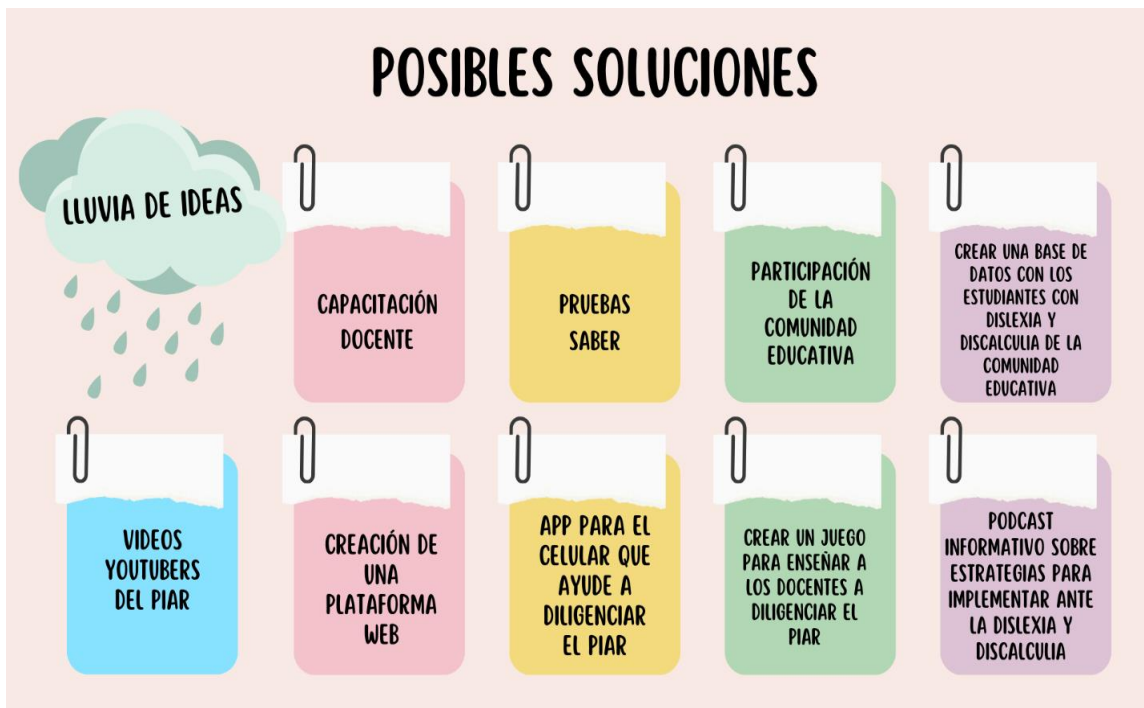 POSIBLES SOLUCIONES
LLUVIA DE IDEAS
CAPACITACIÓN
DOCENTE
PRUEBAS
SABER
PARTICIPACIÓN
DE LA
COMUNIDAD
EDUCATIVA
CREAR UNA BASE DE
DATOS CON LOS
ESTUDIANTES CON
DISLEXIA Y
DISCALCULIA DE LA
COMUNIDAD
EDUCATIVA
VIDEOS
YOUTUBERS
DEL PIAR
CREACIÓN DE
UNA
PLATAFORMA
WEB
APP PARA EL
CELULAR QUE
AYUDE A
DILIGENCIAR
EL PIAR
CREAR UN JUEGO
PARA ENSEÑAR A
LOS DOCENTES A
DILIGENCIAR EL
PIAR
PODCAST
INFORMATIVO SOBRE
ESTRATEGIAS PARA
IMPLEMENTAR ANTE
LA DISLEXIA Y
DISCALCULIA